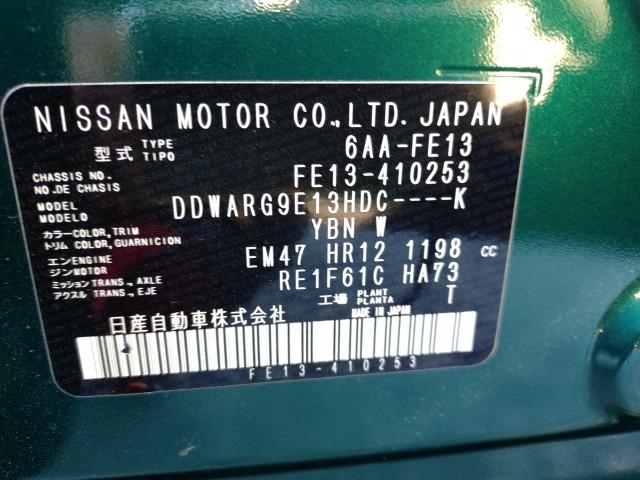 NISSAN MOTOR CO.,LTD. JAPAN
型式 TYPE TIPO 6AA-FE13
CHASSIS NO. NO.DE CHASIS FE13-410253
MODEL MODELO DDWARG9E13HDC----K
カラー COLOR, TRIM トリム COLOR, GUARNICION YBN W
エンジン ENGINE MOTOR EM47 HR12 1198 cc
ミッション アクスル TRANS., AXLE TRANS., EJE RE1F61C HA73
工場 PLANT PLANTA T
日産自動車株式会社 MADE IN JAPAN
FE13-410253